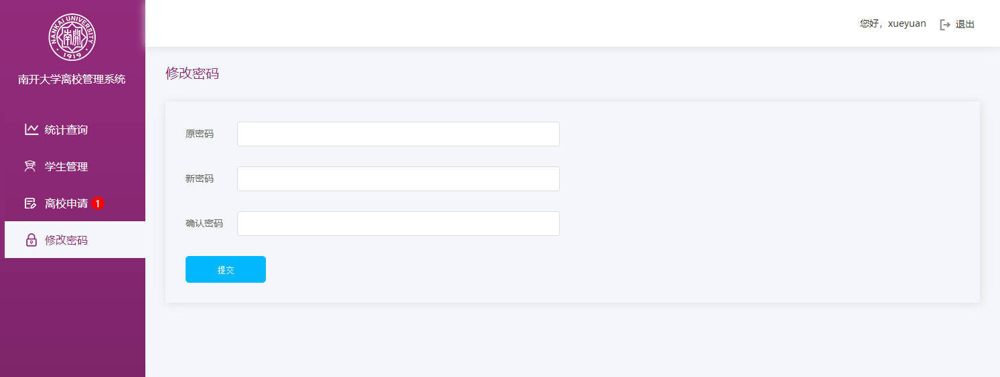 NANKAI UNIVERSITY
南開
1919
南开大学离校管理系统
统计查询
学生管理
离校申请 1
修改密码
您好，xueyuan
退出
修改密码
原密码
新密码
确认密码
提交